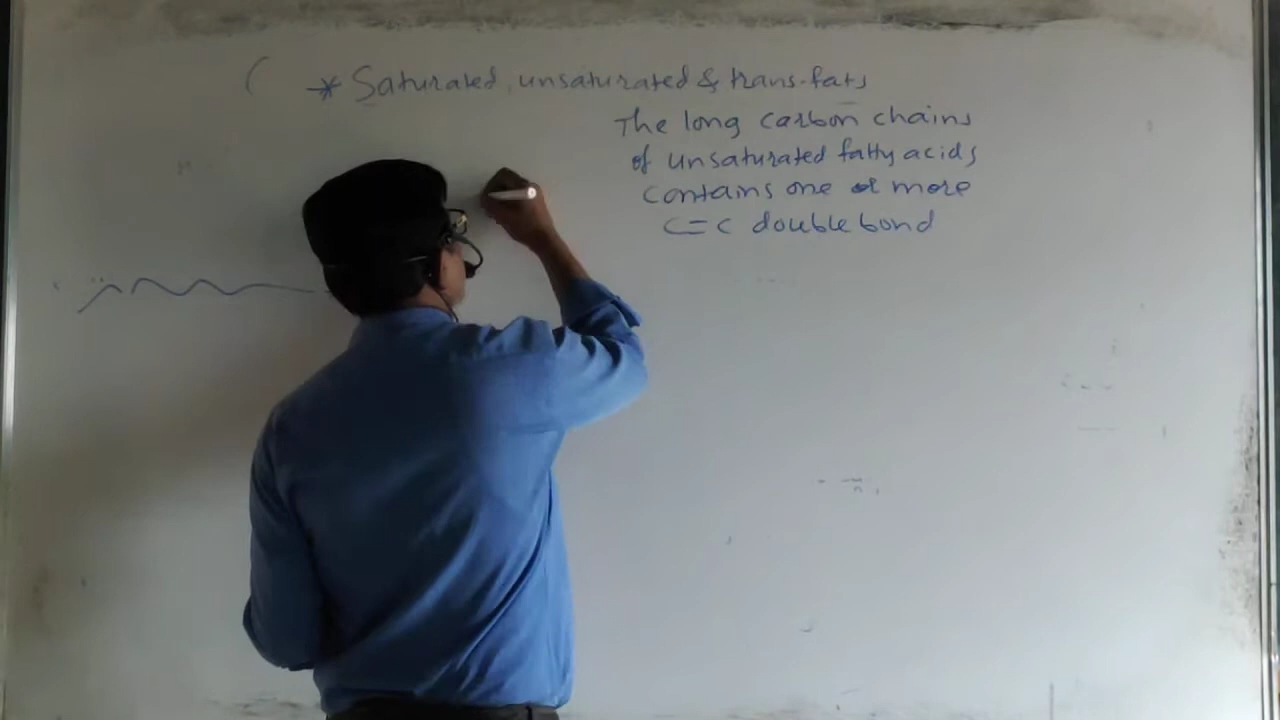 ( * Saturated, unsaturated & trans-fats
The long carbon chains
of unsaturated fatty acids
contains one or more
C=C double bond